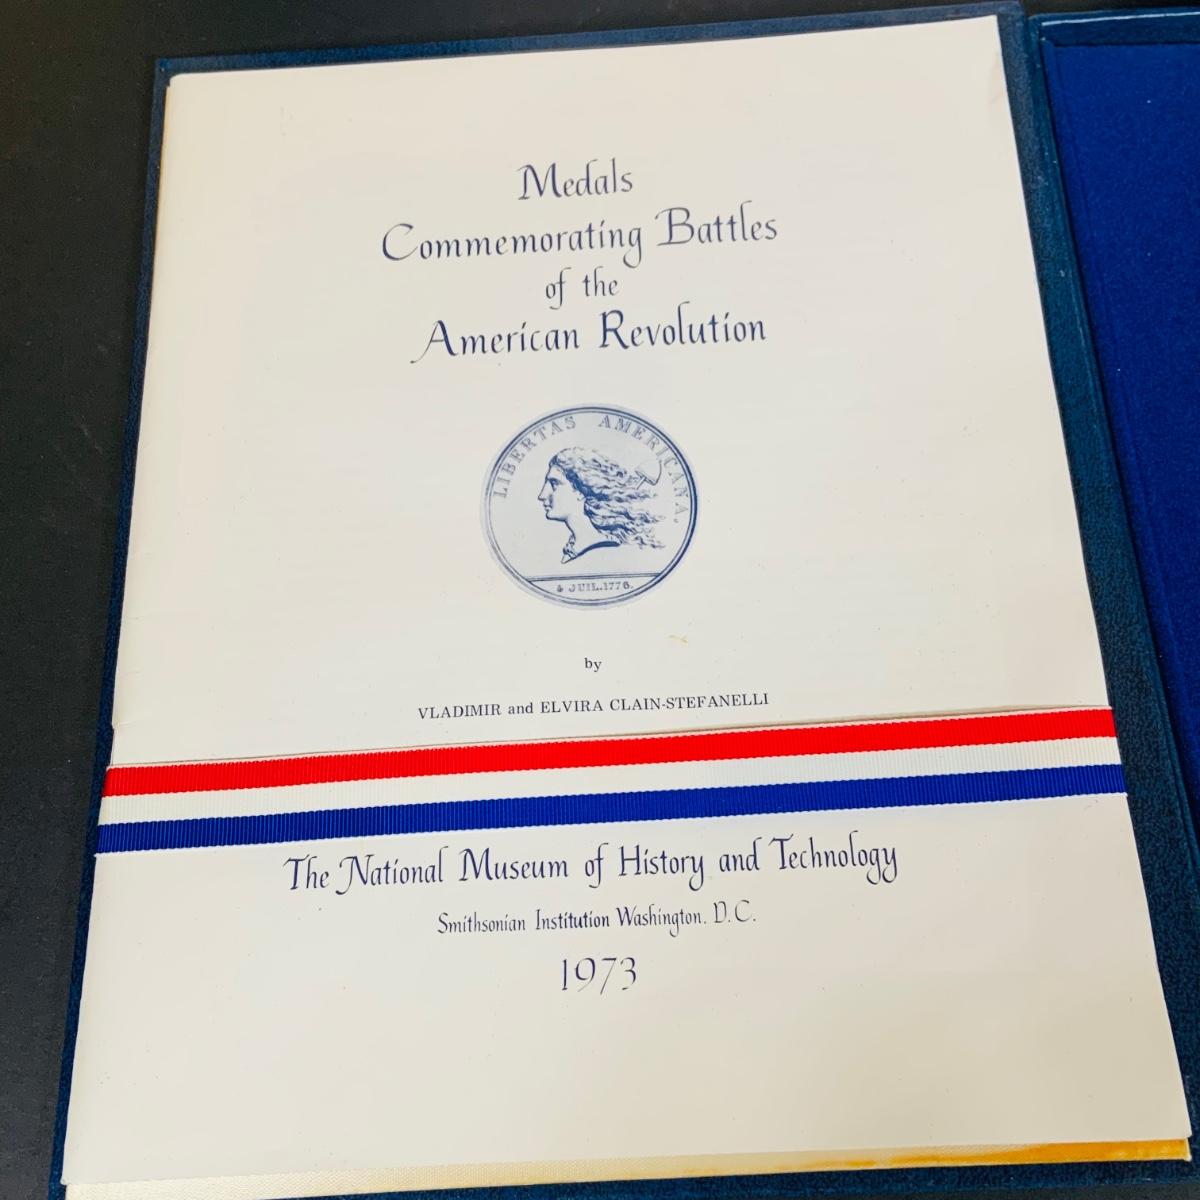 Medals
Commemorating Battles
of the
American Revolution
LIBERTAS AMERICANA.
4 JUIL. 1776.
by
VLADIMIR and ELVIRA CLAIN-STEFANELLI
The National Museum of History and Technology
Smithsonian Institution Washington. D.C.
1973